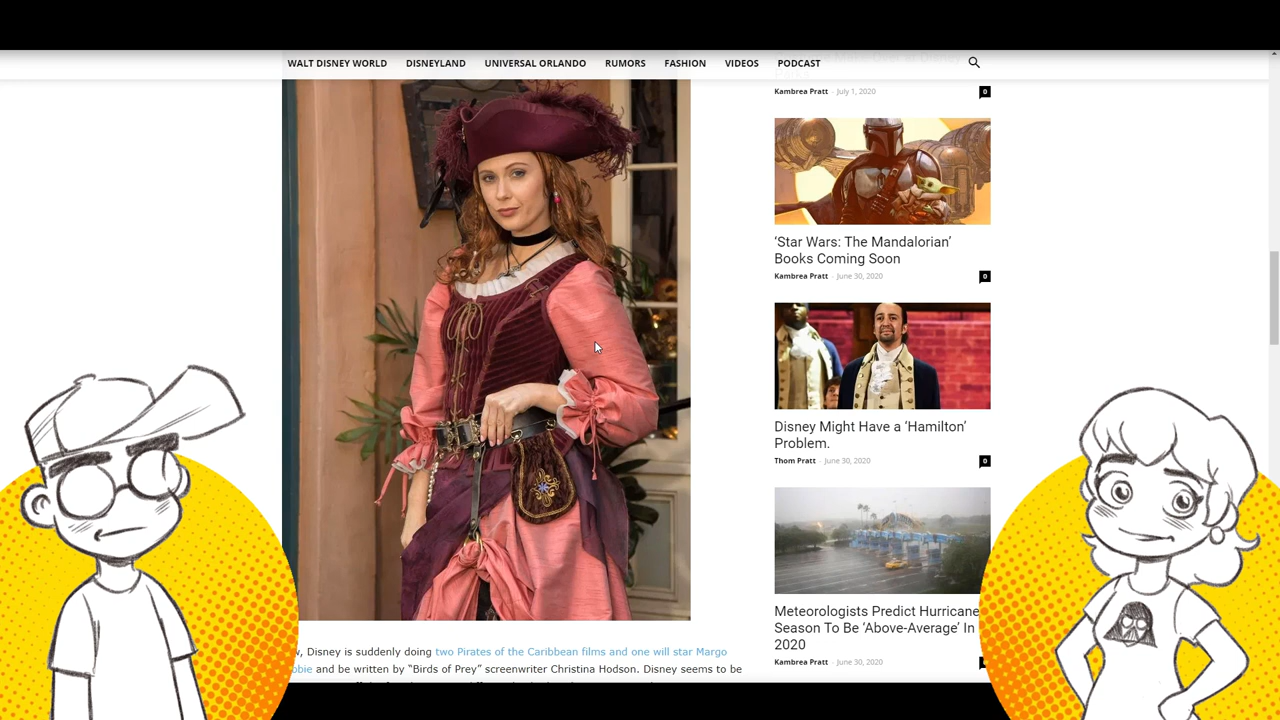 WALT DISNEY WORLD DISNEYLAND UNIVERSAL ORLANDO RUMORS FASHION VIDEOS PODCAST
Kambrea Pratt - July 1, 2020 0
‘Star Wars: The Mandalorian’
Books Coming Soon
Kambrea Pratt - June 30, 2020 0
Disney Might Have a ‘Hamilton’
Problem.
Thom Pratt - June 30, 2020 0
Meteorologists Predict Hurricane
Season To Be ‘Above-Average’ In
2020
Kambrea Pratt - June 30, 2020
, Disney is suddenly doing two Pirates of the Caribbean films and one will star Margo
and be written by “Birds of Prey” screenwriter Christina Hodson. Disney seems to be